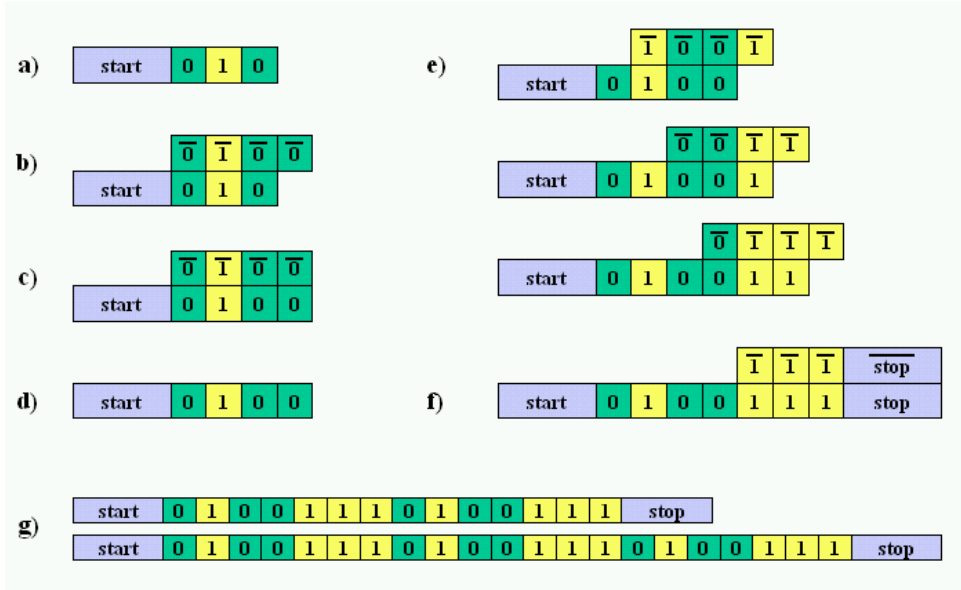 a) start 0 1 0
0̅ 1̅ 0̅ 0̅
b) start 0 1 0
0̅ 1̅ 0̅ 0̅
c) start 0 1 0 0
d) start 0 1 0 0
1̅ 0̅ 0̅ 1̅
e) start 0 1 0 0
0̅ 0̅ 1̅ 1̅
start 0 1 0 0 1
0̅ 1̅ 1̅ 1̅
start 0 1 0 0 1 1
1̅ 1̅ 1̅ s̅t̅o̅p̅
f) start 0 1 0 0 1 1 1 stop
g) start 0 1 0 0 1 1 1 0 1 0 0 1 1 1 stop
start 0 1 0 0 1 1 1 0 1 0 0 1 1 1 0 1 0 0 1 1 1 stop